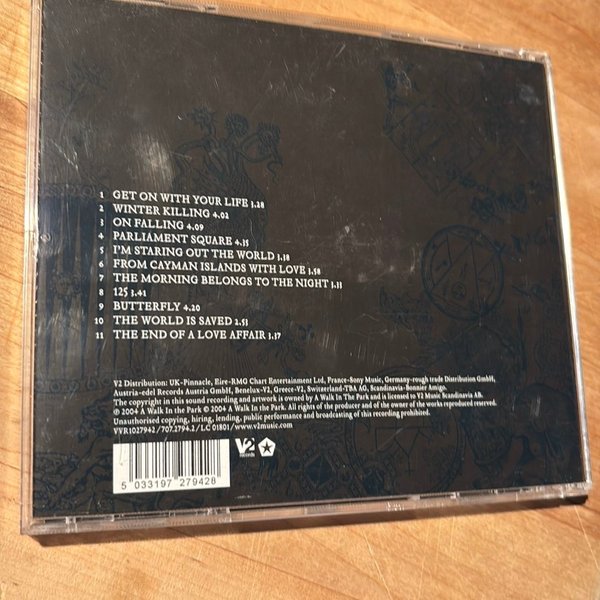 1 GET ON WITH YOUR LIFE 3.28
2 WINTER KILLING 4.02
3 ON FALLING 4.09
4 PARLIAMENT SQUARE 4.35
5 I'M STARING OUT THE WORLD 3.18
6 FROM CAYMAN ISLANDS WITH LOVE 3.58
7 THE MORNING BELONGS TO THE NIGHT 3.33
8 125 3.41
9 BUTTERFLY 4.20
10 THE WORLD IS SAVED 2.53
11 THE END OF A LOVE AFFAIR 3.37
V2 Distribution: UK-Pinnacle, Eire-RMG Chart Entertainment Ltd, France-Sony Music, Germany-rough trade Distribution GmbH,
Austria-edel Records Austria GmbH, Benelux-V2, Greece-V2, Switzerland-TBA AG, Scandinavia-Bonnier Amigo.
The copyright in this sound recording and artwork is owned by A Walk In The Park and is licensed to V2 Music Scandinavia AB.
℗ 2004 A Walk In The Park © 2004 A Walk In The Park. All rights of the producer and of the owner of the works reproduced reserved.
Unauthorised copying, hiring, lending, public performance and broadcasting of this recording prohibited.
VVR1027942 / 707.2794.2 / LC 01801 / www.v2music.com
V2
records
5 033197 279428